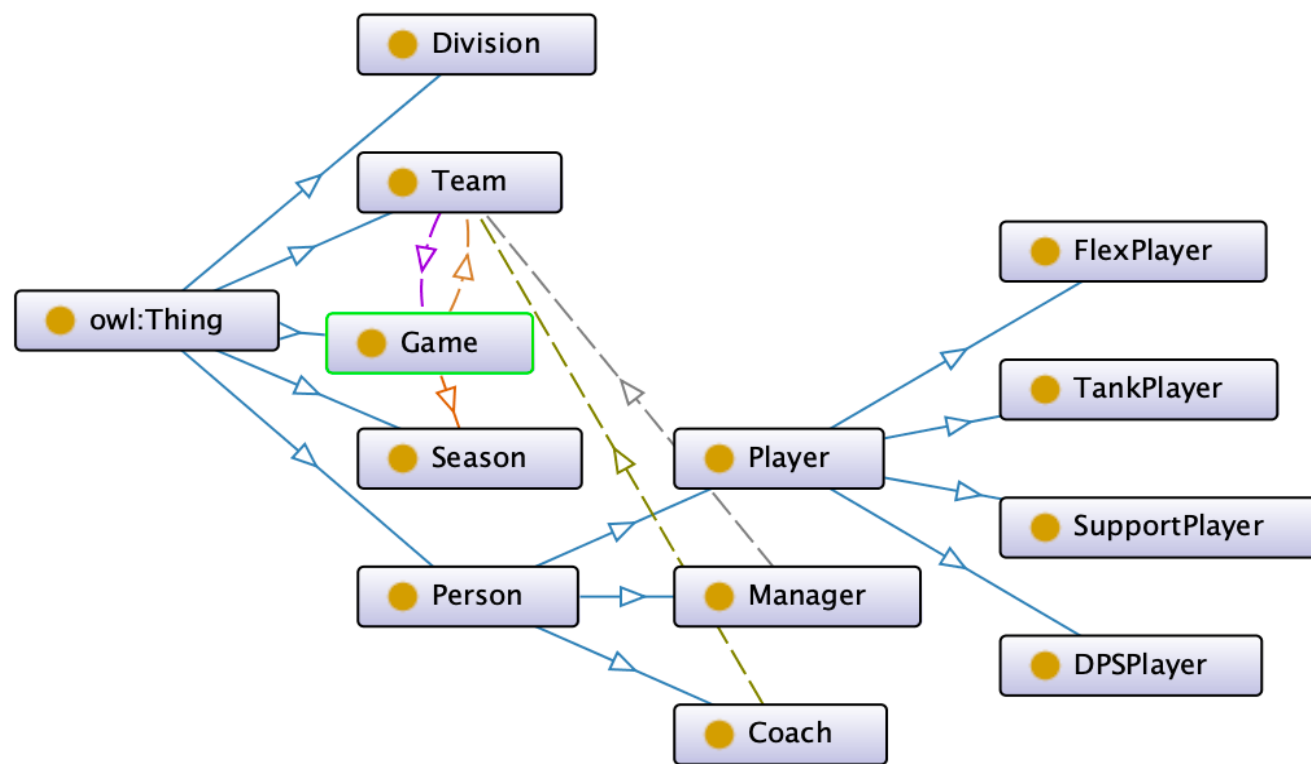 Division
Team
owl:Thing
Game
Season
Person
Player
Manager
Coach
FlexPlayer
TankPlayer
SupportPlayer
DPSPlayer